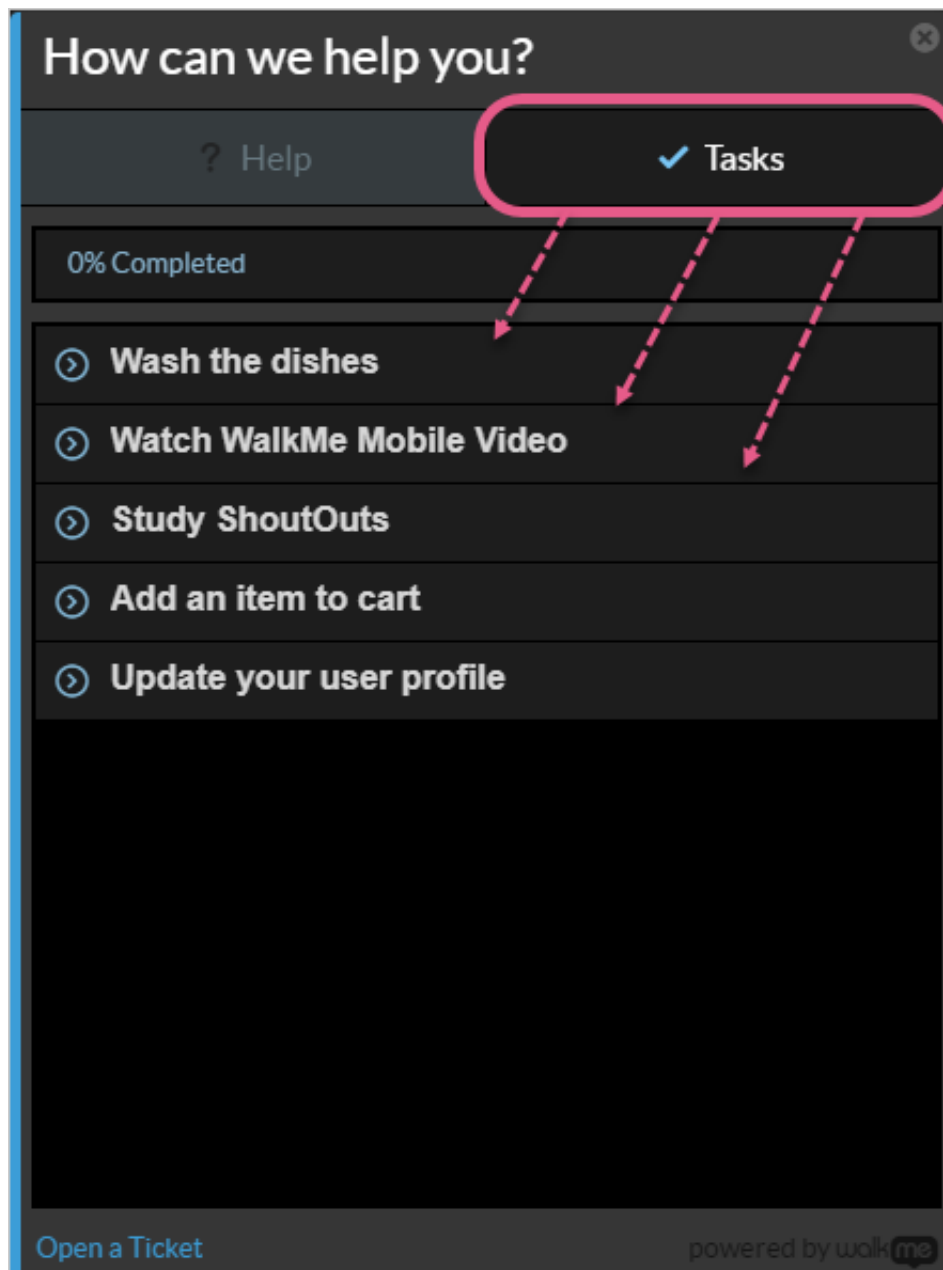 How can we help you?
? Help
Tasks
0% Completed
Wash the dishes
Watch WalkMe Mobile Video
Study ShoutOuts
Add an item to cart
Update your user profile
Open a Ticket
powered by walkme